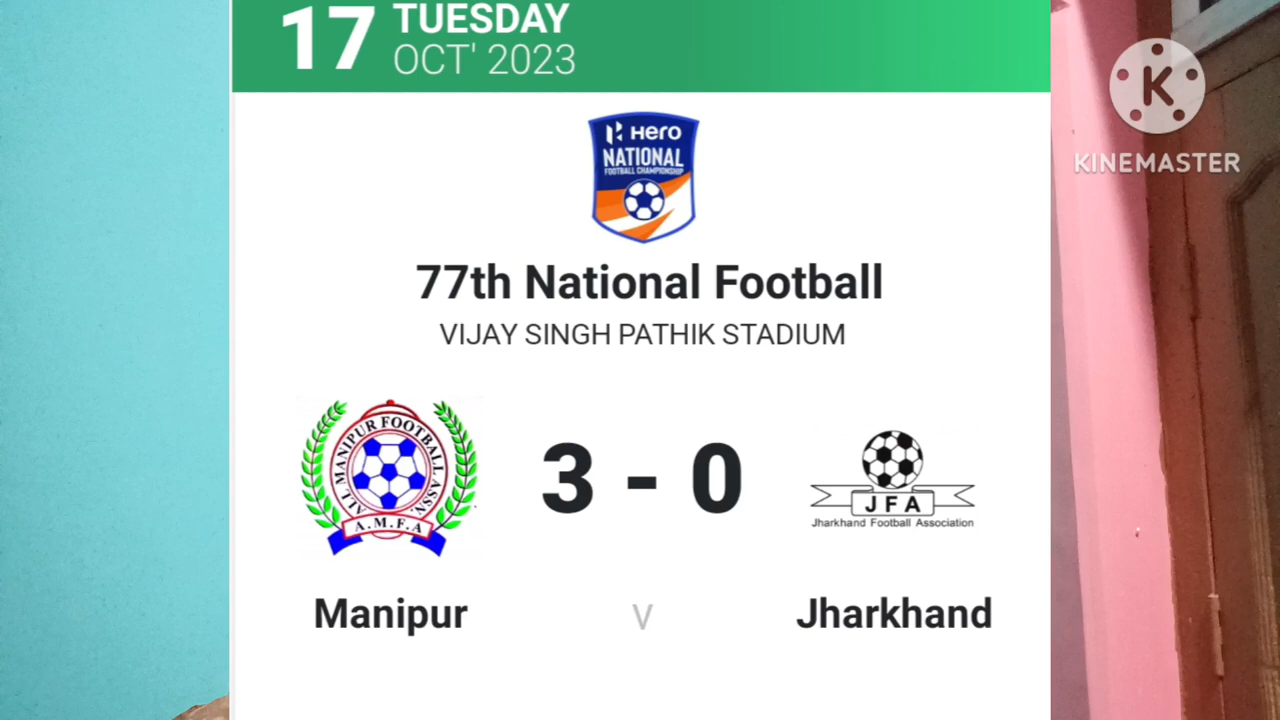 17 TUESDAY
OCT' 2023
K
KINEMASTER
Hero
NATIONAL
FOOTBALL CHAMPIONSHIP
77th National Football
VIJAY SINGH PATHIK STADIUM
ALL MANIPUR FOOTBALL ASSN.
A.M.F.A
3 - 0
JFA
Jharkhand Football Association
Manipur
V
Jharkhand